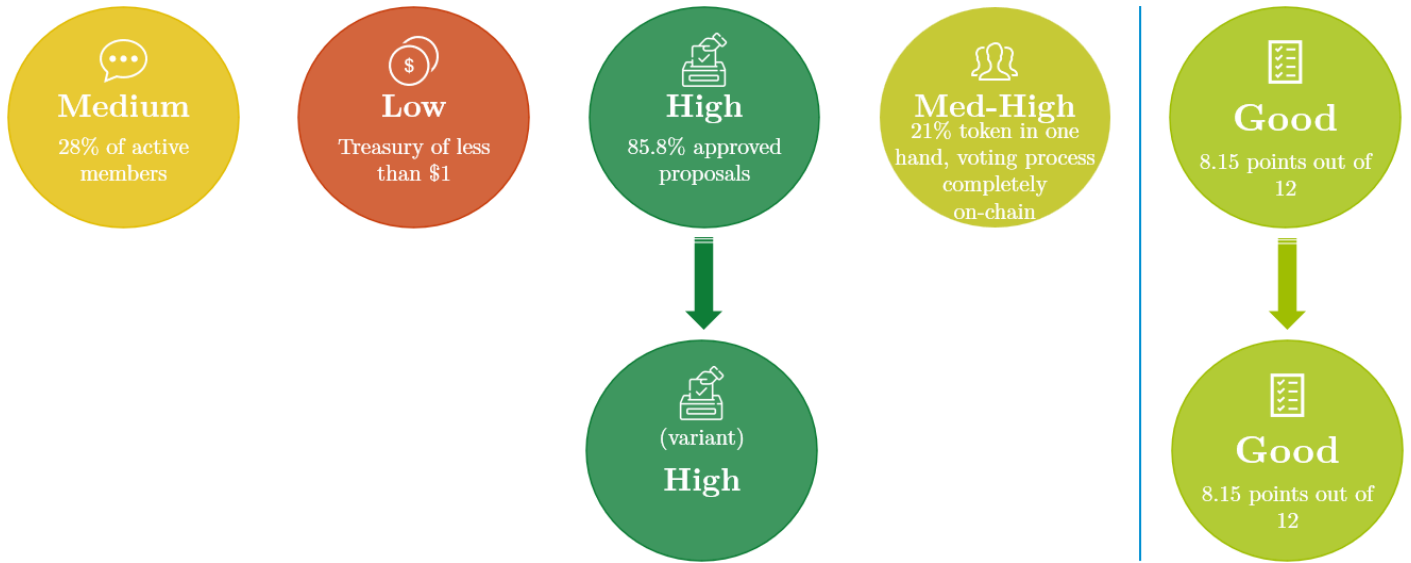 Medium
28% of active
members
$
Low
Treasury of less
than $1
High
85.8% approved
proposals
Med-High
21% token in one
hand, voting process
completely
on-chain
Good
8.15 points out of
12
(variant)
High
Good
8.15 points out of
12